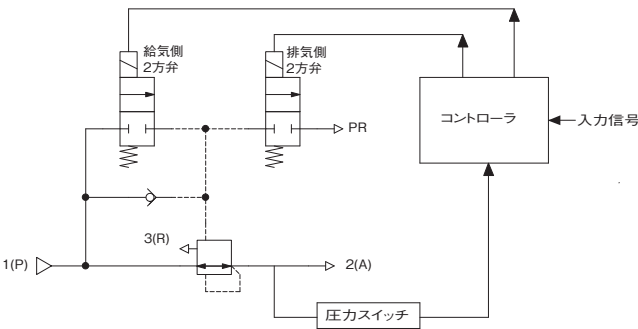 給気側
2方弁
排気側
2方弁
PR
コントローラ
入力信号
3(R)
1(P)
2(A)
圧力スイッチ